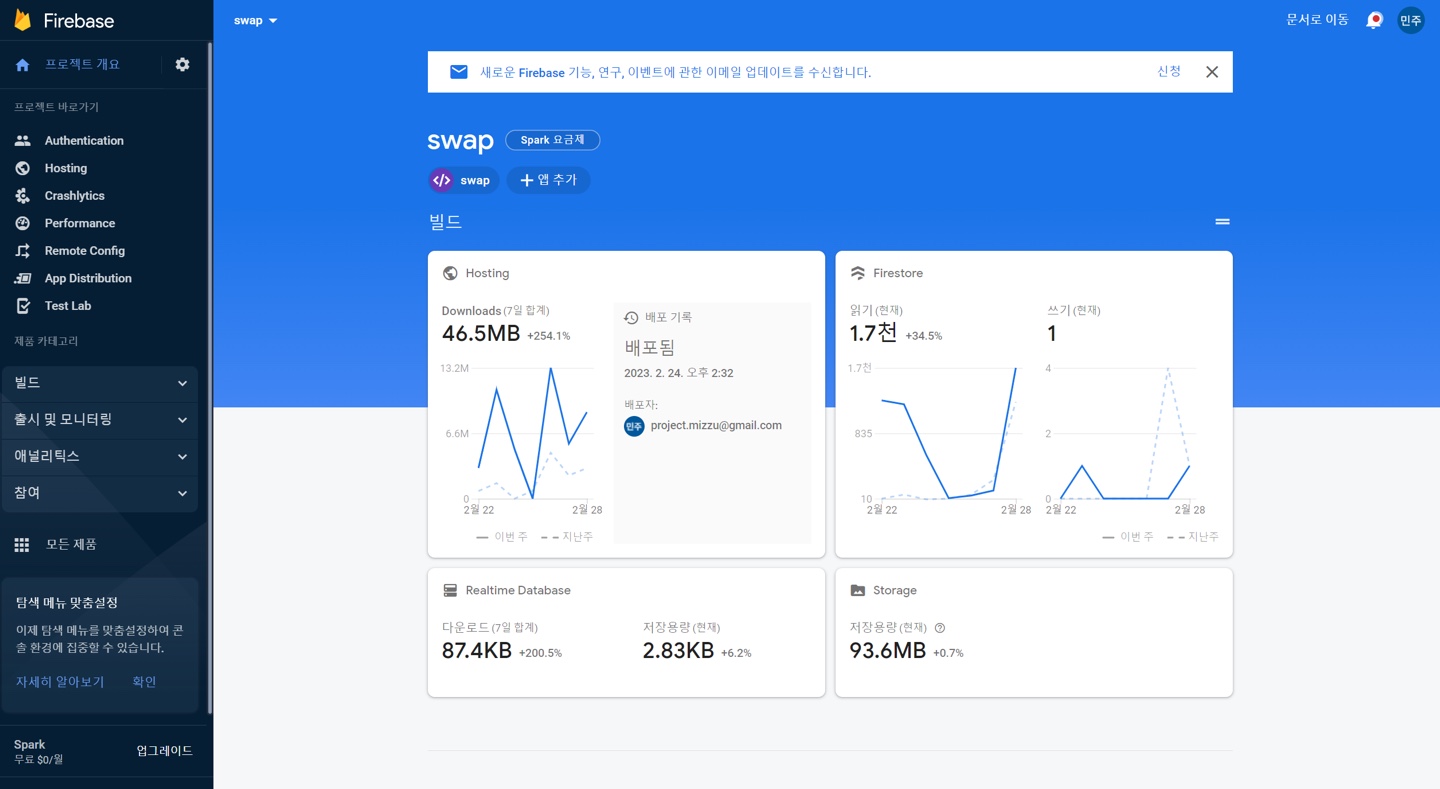 Firebase
프로젝트 개요
프로젝트 바로가기
Authentication
Hosting
Crashlytics
Performance
Remote Config
App Distribution
Test Lab
제품 카테고리
빌드
출시 및 모니터링
애널리틱스
참여
모든 제품
탐색 메뉴 맞춤설정
이제 탐색 메뉴를 맞춤설정하여 콘
솔 환경에 집중할 수 있습니다.
자세히 알아보기 확인
Spark
무료 $0/월
업그레이드
swap
문서로 이동
민주
새로운 Firebase 기능, 연구, 이벤트에 관한 이메일 업데이트를 수신합니다.
신청
swap
Spark 요금제
swap
앱 추가
빌드
Hosting
Downloads (7일 합계)
46.5MB +254.1%
13.2M
6.6M
0
2월 22 2월 28
이번 주 지난주
배포 기록
배포됨
2023. 2. 24. 오후 2:32
배포자:
민주 project.mizzu@gmail.com
Firestore
읽기 (현재)
1.7천 +34.5%
1.7천
835
10
2월 22 2월 28
쓰기 (현재)
1
4
2
0
2월 22 2월 28
이번 주 지난주
Realtime Database
다운로드 (7일 합계)
87.4KB +200.5%
저장용량 (현재)
2.83KB +6.2%
Storage
저장용량 (현재)
93.6MB +0.7%